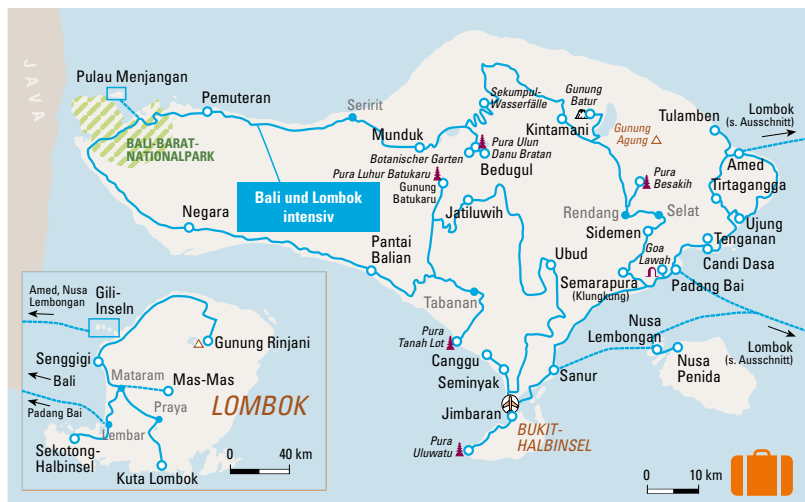 JAVA
Pulau Menjangan
Pemuteran
BALI-BARAT-
NATIONALPARK
Seririt
Munduk
Sekumpul-
Wasserfälle
Gunung
Batur
Kintamani
Gunung
Agung
Tulamben
Lombok
(s. Ausschnitt)
Botanischer Garten
Pura Ulun
Danu Bratan
Bedugul
Pura Luhur Batukaru
Gunung
Batukaru
Jatiluwih
Pura
Besakih
Amed
Tirtagangga
Bali und Lombok
intensiv
Negara
Pantai
Balian
Rendang
Selat
Sidemen
Ujung
Tenganan
Goa
Lawah
Candi Dasa
Ubud
Semarapura
(Klungkung)
Padang Bai
Tabanan
Pura
Tanah Lot
Canggu
Seminyak
Sanur
Nusa
Lembongan
Nusa
Penida
Lombok
(s. Ausschnitt)
Jimbaran
BUKIT-
HALBINSEL
Pura
Uluwatu
0 10 km
Amed, Nusa
Lembongan
Gili-
Inseln
Gunung Rinjani
Senggigi
Mataram
Bali
Mas-Mas
Padang Bai
Praya
LOMBOK
Lembar
Sekotong-
Halbinsel
Kuta Lombok
0 40 km